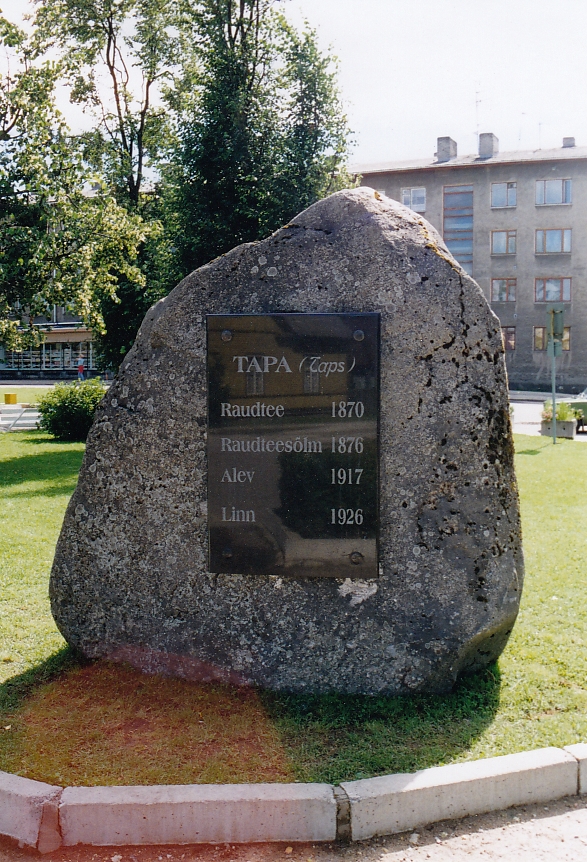 TAPA (Taps)
Raudtee 1870
Raudteesõlm 1876
Alev 1917
Linn 1926